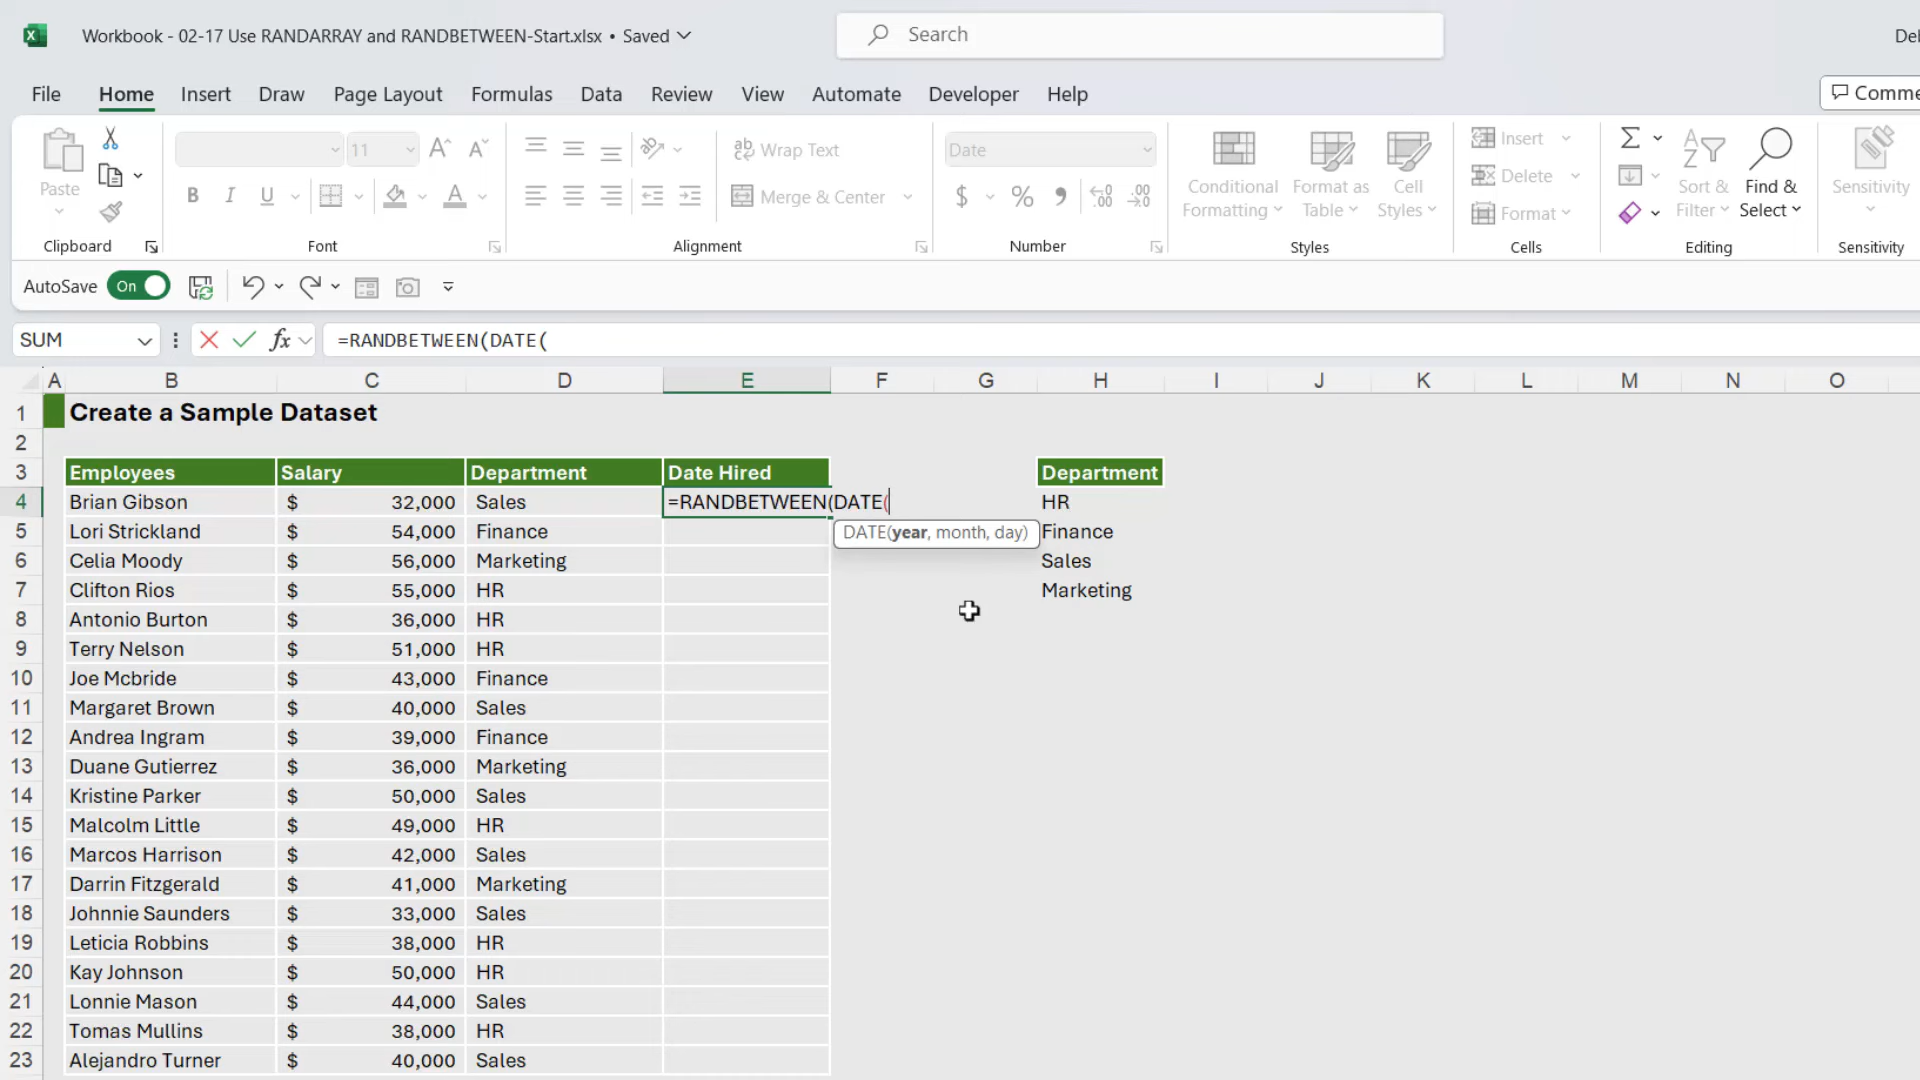 Workbook - 02-17 Use RANDARRAY and RANDBETWEEN-Start.xlsx • Saved
Search
File Home Insert Draw Page Layout Formulas Data Review View Automate Developer Help
Paste
Clipboard
11
B I U
Font
Wrap Text
Merge & Center
Alignment
Date
$ % ,
Number
Conditional Formatting
Format as Table
Cell Styles
Styles
Insert
Delete
Format
Cells
Sort & Filter
Find & Select
Editing
Sensitivity
Sensitivity
AutoSave On
SUM fx =RANDBETWEEN(DATE(
A B C D E F G H I J K L M N O
1 Create a Sample Dataset
2
3 Employees Salary Department Date Hired Department
4 Brian Gibson $ 32,000 Sales =RANDBETWEEN(DATE( HR
DATE(year, month, day)
5 Lori Strickland $ 54,000 Finance Finance
6 Celia Moody $ 56,000 Marketing Sales
7 Clifton Rios $ 55,000 HR Marketing
8 Antonio Burton $ 36,000 HR
9 Terry Nelson $ 51,000 HR
10 Joe Mcbride $ 43,000 Finance
11 Margaret Brown $ 40,000 Sales
12 Andrea Ingram $ 39,000 Finance
13 Duane Gutierrez $ 36,000 Marketing
14 Kristine Parker $ 50,000 Sales
15 Malcolm Little $ 49,000 HR
16 Marcos Harrison $ 42,000 Sales
17 Darrin Fitzgerald $ 41,000 Marketing
18 Johnnie Saunders $ 33,000 Sales
19 Leticia Robbins $ 38,000 HR
20 Kay Johnson $ 50,000 HR
21 Lonnie Mason $ 44,000 Sales
22 Tomas Mullins $ 38,000 HR
23 Alejandro Turner $ 40,000 Sales